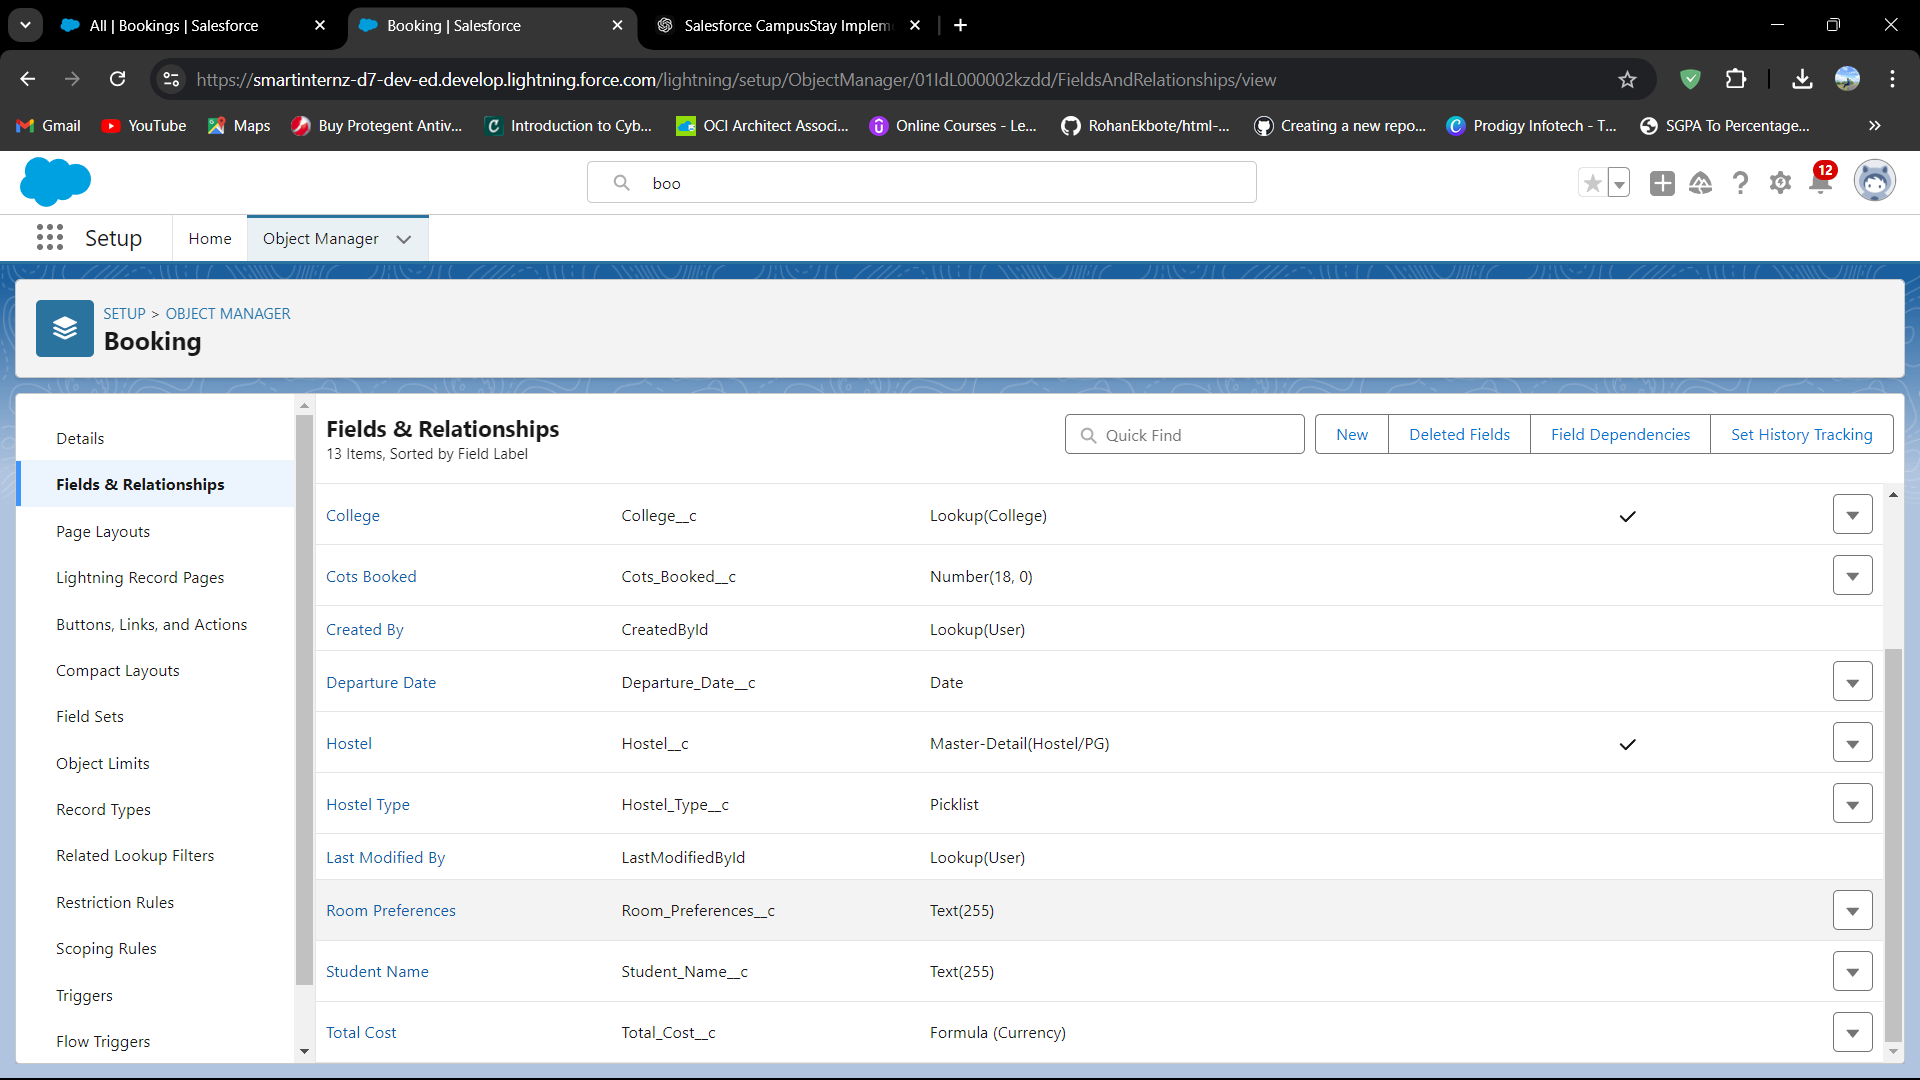 All | Bookings | Salesforce
Booking | Salesforce
Salesforce CampusStay Implem
https://smartinternz-d7-dev-ed.develop.lightning.force.com/lightning/setup/ObjectManager/01IdL000002kzdd/FieldsAndRelationships/view
Gmail YouTube Maps Buy Protegent Antiv... Introduction to Cyb... OCI Architect Associ... Online Courses - Le... RohanEkbote/html-... Creating a new repo... Prodigy Infotech - T... SGPA To Percentage...
boo
12
Setup Home Object Manager
SETUP > OBJECT MANAGER
Booking
Details
Fields & Relationships
Page Layouts
Lightning Record Pages
Buttons, Links, and Actions
Compact Layouts
Field Sets
Object Limits
Record Types
Related Lookup Filters
Restriction Rules
Scoping Rules
Triggers
Flow Triggers
Fields & Relationships
13 Items, Sorted by Field Label
Quick Find New Deleted Fields Field Dependencies Set History Tracking
College College__c Lookup(College)
Cots Booked Cots_Booked__c Number(18, 0)
Created By CreatedById Lookup(User)
Departure Date Departure_Date__c Date
Hostel Hostel__c Master-Detail(Hostel/PG)
Hostel Type Hostel_Type__c Picklist
Last Modified By LastModifiedById Lookup(User)
Room Preferences Room_Preferences__c Text(255)
Student Name Student_Name__c Text(255)
Total Cost Total_Cost__c Formula (Currency)